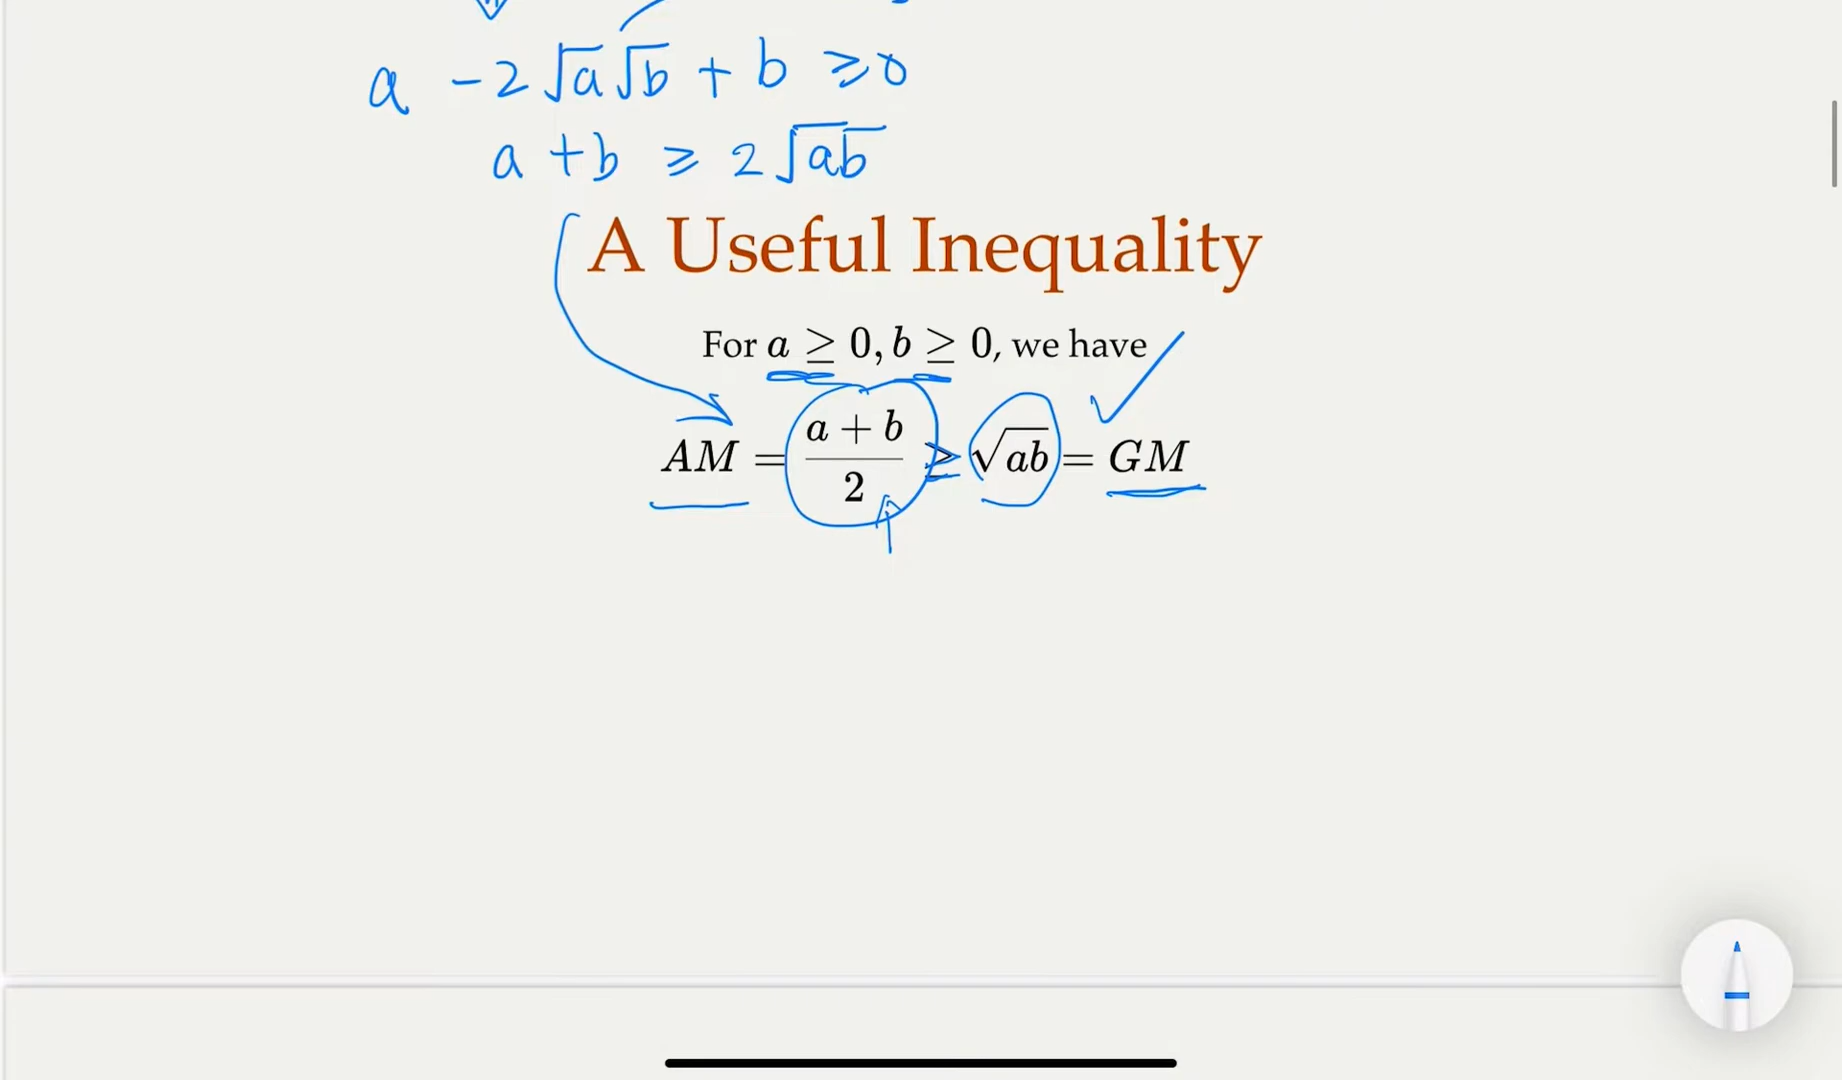 a - 2√a√b + b ≥ 0
a + b ≥ 2√ab
A Useful Inequality
For a ≥ 0, b ≥ 0, we have
AM = (a + b)/2 ≥ √ab = GM